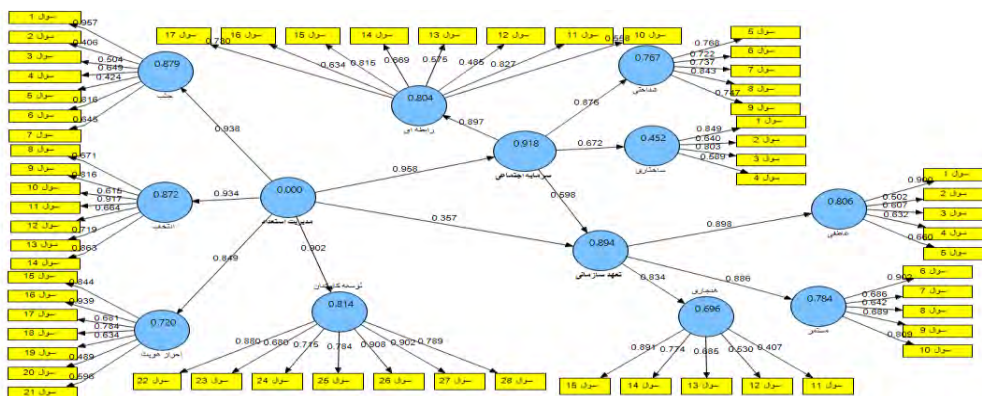 سوال 1
سوال 2
سوال 3
سوال 4
سوال 5
سوال 6
سوال 7
0.957
0.406
0.504
0.649
0.424
0.816
0.645
0.879
جذب
سوال 17
سوال 16
سوال 15
سوال 14
سوال 13
سوال 12
سوال 11
سوال 10
0.634
0.815
0.669
0.575
0.485
0.827
0.558
0.804
رابطه ای
سوال 5
سوال 6
سوال 7
سوال 8
سوال 9
0.768
0.722
0.737
0.843
0.747
0.767
شناختی
0.938
0.897
0.876
0.918
سرمایه اجتماعی
0.672
0.452
ساختاری
0.849
0.640
0.803
0.589
سوال 1
سوال 2
سوال 3
سوال 4
سوال 8
سوال 9
سوال 10
سوال 11
سوال 12
سوال 13
سوال 14
0.671
0.816
0.615
0.917
0.664
0.719
0.863
0.872
انتخاب
0.934
0.000
مدیریت استعداد
0.958
0.357
0.598
0.894
تعهد سازمانی
0.898
0.806
عاطفی
0.502
0.607
0.632
0.660
سوال 1
سوال 2
سوال 3
سوال 4
سوال 5
0.849
0.902
0.834
0.886
سوال 15
سوال 16
سوال 17
سوال 18
سوال 19
سوال 20
سوال 21
0.844
0.939
0.681
0.784
0.634
0.489
0.596
0.720
احراز هویت
0.814
0.880
0.680
0.715
0.784
0.908
0.902
0.789
سوال 22
سوال 23
سوال 24
سوال 25
سوال 26
سوال 27
سوال 28
هنجاری
0.696
0.891
0.774
0.685
0.530
0.407
سوال 15
سوال 14
سوال 13
سوال 12
سوال 11
0.784
مستمر
0.902
0.686
0.642
0.689
0.809
سوال 6
سوال 7
سوال 8
سوال 9
سوال 10